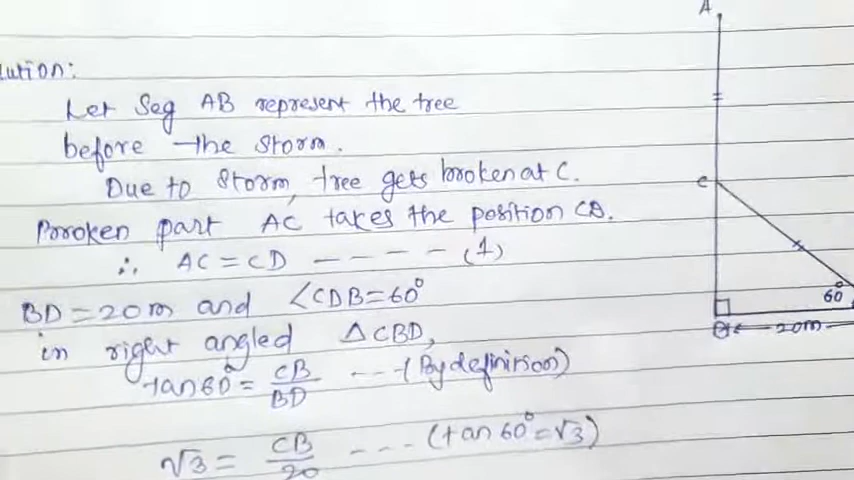 lution:
Let Seg AB represent the tree
before the storm.
Due to storm, tree gets broken at C.
Broken part AC takes the position CD.
∴ AC = CD ---- (1)
BD = 20m and ∠CDB = 60°
in right angled △CBD,
tan 60° = CB/BD --- (By definition)
√3 = CB/20 ---- (tan 60° = √3)
A
C
60°
B ←20m